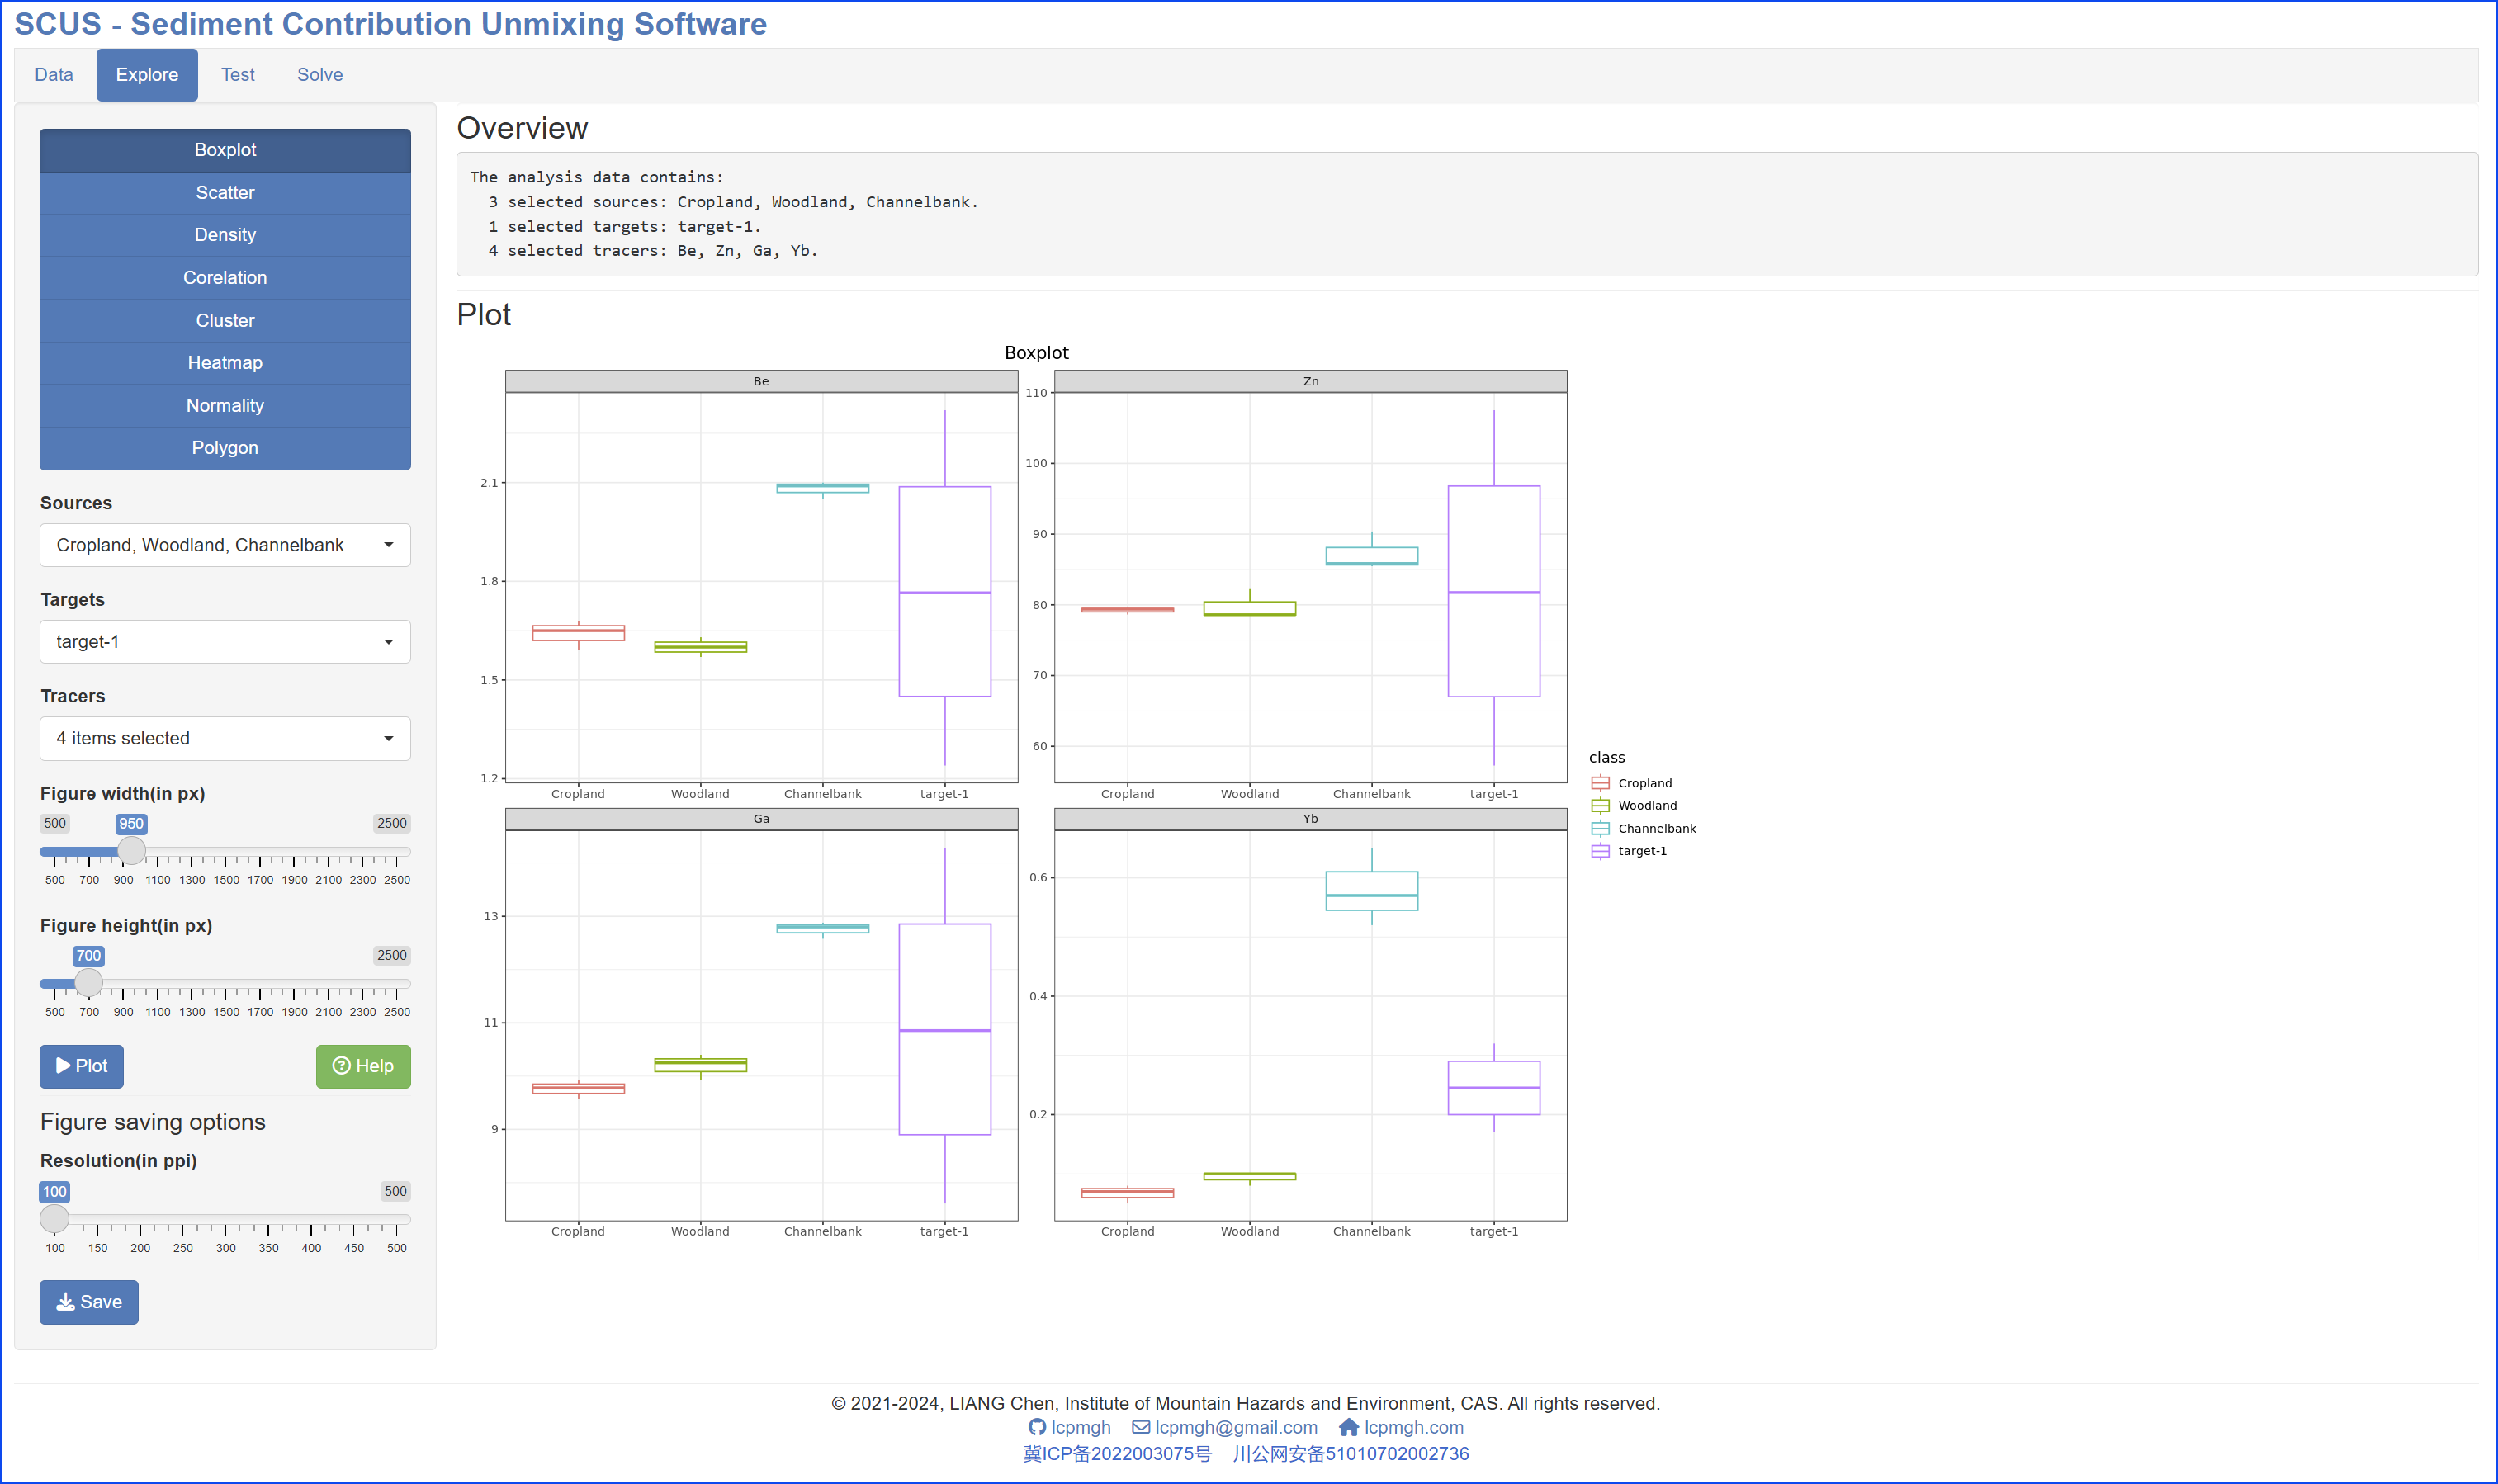 SCUS - Sediment Contribution Unmixing Software
Data Explore Test Solve
Boxplot
Scatter
Density
Corelation
Cluster
Heatmap
Normality
Polygon
Sources
Cropland, Woodland, Channelbank
Targets
target-1
Tracers
4 items selected
Figure width(in px)
500 950 2500
500 700 900 1100 1300 1500 1700 1900 2100 2300 2500
Figure height(in px)
700 2500
500 700 900 1100 1300 1500 1700 1900 2100 2300 2500
Plot Help
Figure saving options
Resolution(in ppi)
100 500
100 150 200 250 300 350 400 450 500
Save
Overview
The analysis data contains:
3 selected sources: Cropland, Woodland, Channelbank.
1 selected targets: target-1.
4 selected tracers: Be, Zn, Ga, Yb.
Plot
Boxplot
Be
2.1
1.8
1.5
1.2
Cropland Woodland Channelbank target-1
Zn
110
100
90
80
70
60
Cropland Woodland Channelbank target-1
Ga
13
11
9
Cropland Woodland Channelbank target-1
Yb
0.6
0.4
0.2
Cropland Woodland Channelbank target-1
class
Cropland
Woodland
Channelbank
target-1
© 2021-2024, LIANG Chen, Institute of Mountain Hazards and Environment, CAS. All rights reserved.
lcpmgh lcpmgh@gmail.com lcpmgh.com
冀ICP备2022003075号 川公网安备51010702002736